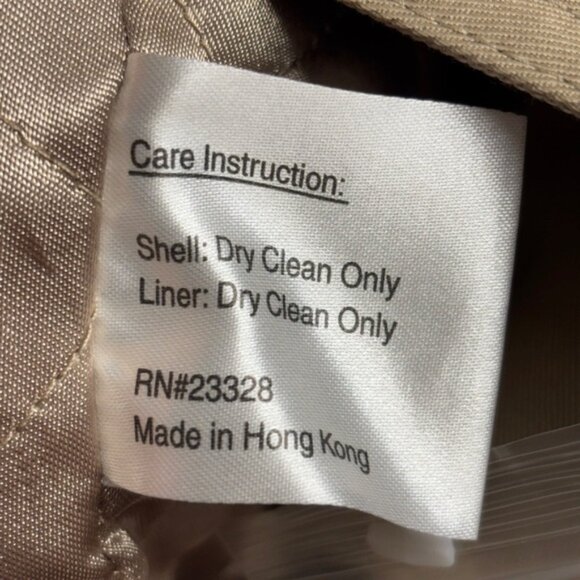 Care Instruction:
Shell: Dry Clean Only
Liner: Dry Clean Only
RN#23328
Made in Hong Kong